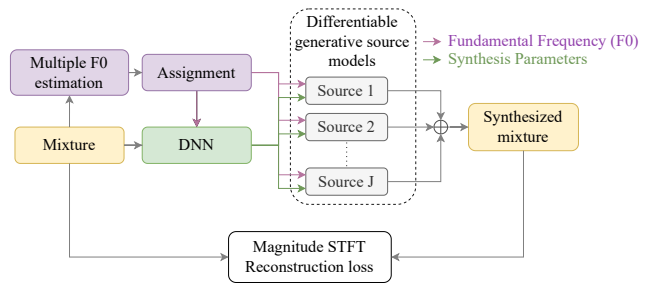 Differentiable
generative source
models
Fundamental Frequency (F0)
Synthesis Parameters
Multiple F0
estimation
Assignment
Source 1
Source 2
Source J
Mixture
DNN
Synthesized
mixture
Magnitude STFT
Reconstruction loss